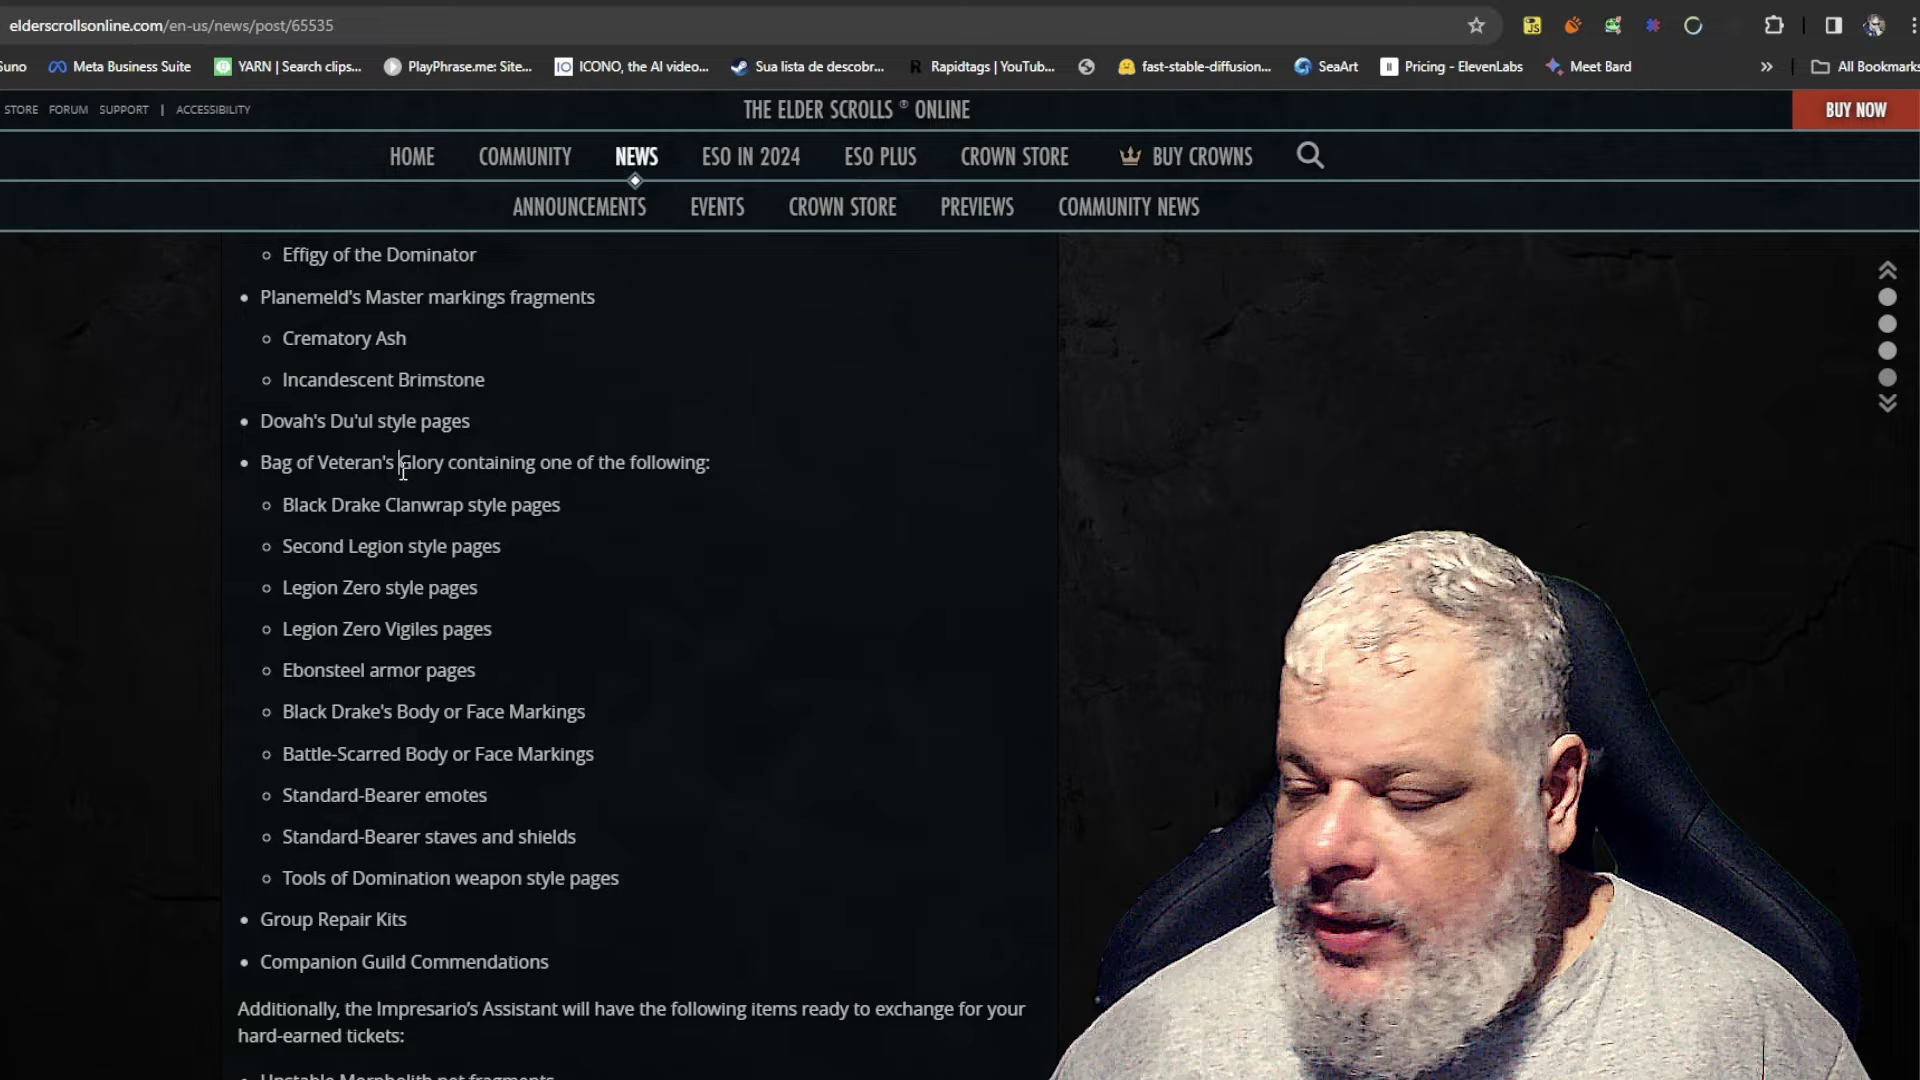 elderscrollsonline.com/en-us/news/post/65535
Suno
Meta Business Suite
YARN | Search clips...
PlayPhrase.me: Site...
ICONO, the AI video...
Sua lista de descobr...
Rapidtags | YouTub...
fast-stable-diffusion...
SeArt
Pricing - ElevenLabs
Meet Bard
»
All Bookmarks
STORE FORUM SUPPORT | ACCESSIBILITY
THE ELDER SCROLLS ® ONLINE
BUY NOW
HOME COMMUNITY NEWS ESO IN 2024 ESO PLUS CROWN STORE BUY CROWNS
ANNOUNCEMENTS EVENTS CROWN STORE PREVIEWS COMMUNITY NEWS
Effigy of the Dominator
Planemeld's Master markings fragments
Crematory Ash
Incandescent Brimstone
Dovah's Du'ul style pages
Bag of Veteran's Glory containing one of the following:
Black Drake Clanwrap style pages
Second Legion style pages
Legion Zero style pages
Legion Zero Vigiles pages
Ebonsteel armor pages
Black Drake's Body or Face Markings
Battle-Scarred Body or Face Markings
Standard-Bearer emotes
Standard-Bearer staves and shields
Tools of Domination weapon style pages
Group Repair Kits
Companion Guild Commendations
Additionally, the Impresario’s Assistant will have the following items ready to exchange for your
hard-earned tickets:
Unstable Morpholith pet fragments